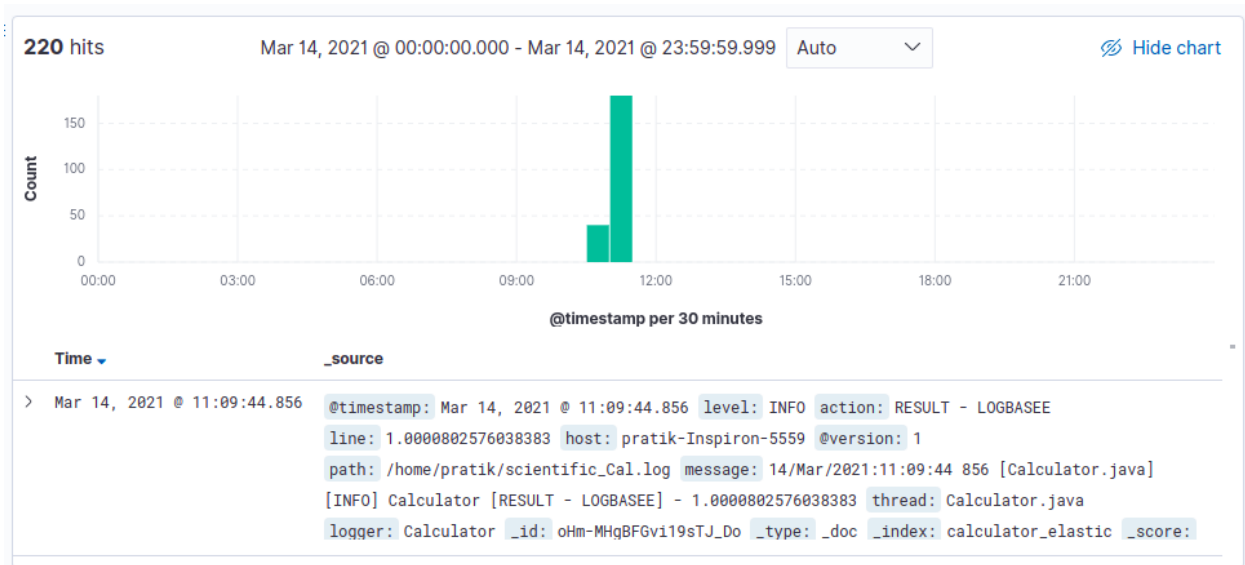 220 hits
Mar 14, 2021 @ 00:00:00.000 - Mar 14, 2021 @ 23:59:59.999
Auto
Hide chart
150
100
50
0
Count
00:00 03:00 06:00 09:00 12:00 15:00 18:00 21:00
@timestamp per 30 minutes
Time _source
Mar 14, 2021 @ 11:09:44.856
@timestamp: Mar 14, 2021 @ 11:09:44.856 level: INFO action: RESULT - LOGBASEE
line: 1.0000802576038383 host: pratik-Inspiron-5559 @version: 1
path: /home/pratik/scientific_Cal.log message: 14/Mar/2021:11:09:44 856 [Calculator.java]
[INFO] Calculator [RESULT - LOGBASEE] - 1.0000802576038383 thread: Calculator.java
logger: Calculator _id: oHm-MHgBFGvi19sTJ_Do _type: _doc _index: calculator_elastic _score: